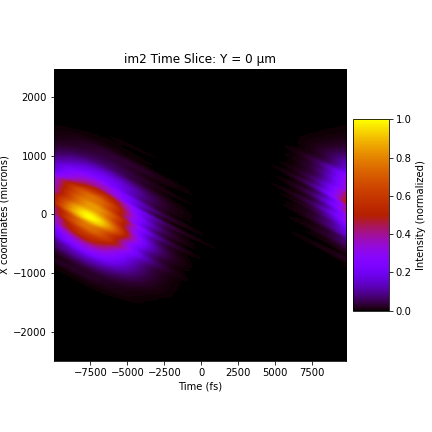 im2 Time Slice: Y = 0 μm
X coordinates (microns)
2000
1000
0
−1000
−2000
−7500 −5000 −2500 0 2500 5000 7500
Time (fs)
1.0
0.8
0.6
0.4
0.2
0.0
Intensity (normalized)